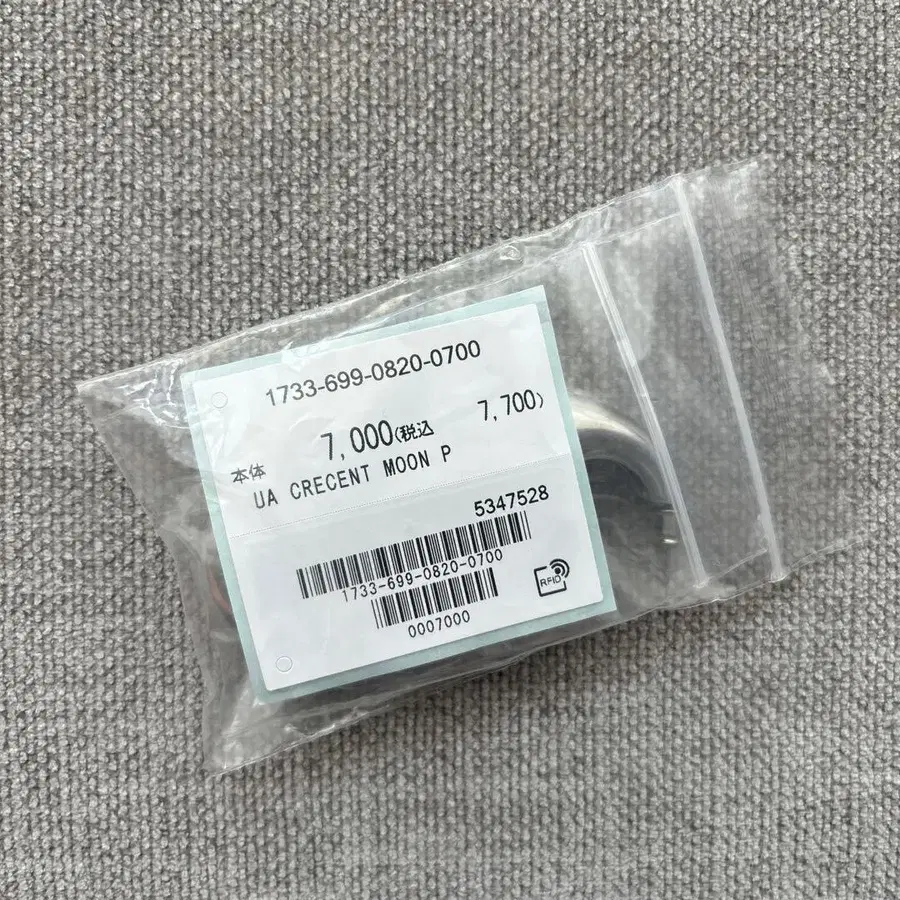 1733-699-0820-0700
本体 7,000(税込 7,700)
UA CRECENT MOON P
5347528
1733-699-0820-0700
RFID
0007000